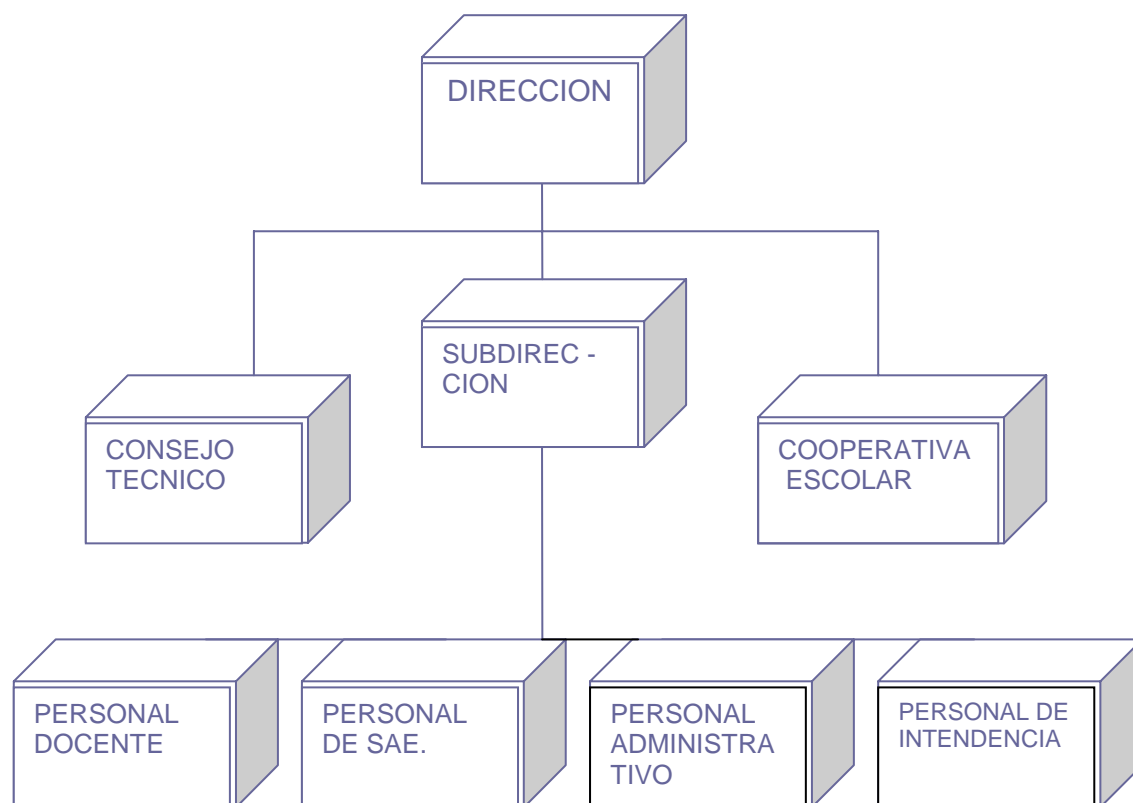 DIRECCION
SUBDIREC -
CION
CONSEJO
TECNICO
COOPERATIVA
ESCOLAR
PERSONAL
DOCENTE
PERSONAL
DE SAE.
PERSONAL
ADMINISTRA
TIVO
PERSONAL DE
INTENDENCIA